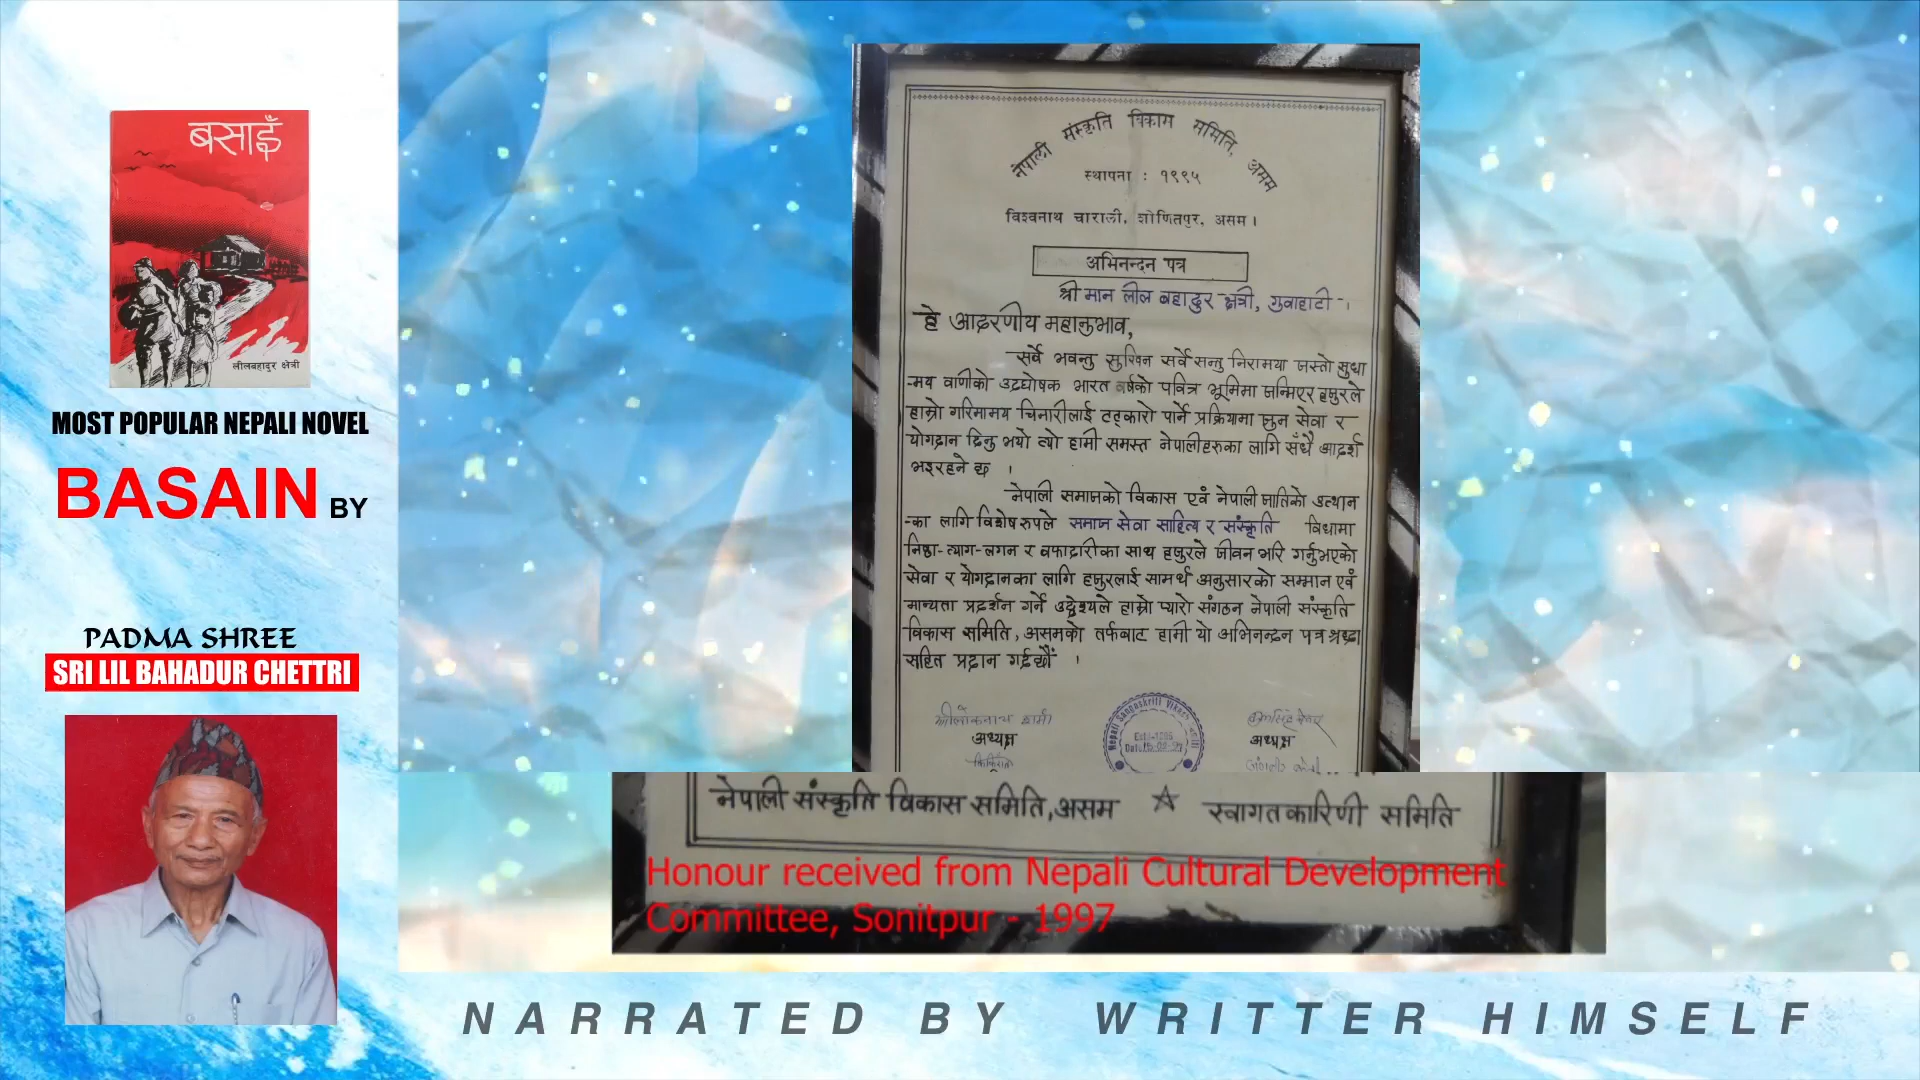 बसाइँ
लीलबहादुर क्षेत्री
MOST POPULAR NEPALI NOVEL
BASAIN BY
PADMA SHREE
SRI LIL BAHADUR CHETTRI
नेपाली संस्कृति विकास समिति, असम
स्थापना : १९९५
विश्वनाथ चाराली, शोणितपुर, असम।
अभिनन्दन पत्र
श्री मान लील बहादुर क्षेत्री, गुवाहाटी।
हे आदरणीय महानुभाव,
सर्वे भवन्तु सुखिन सर्वे सन्तु निरामया जस्तो सुधा
-मय वाणीको उद्घोषक भारत वर्षको पवित्र भूमिमा जन्मिएर हजुरले
हाम्रो गरिमामय चिनारीलाई टड्कारो पार्ने प्रक्रियामा जुन सेवा र
योगदान दिनु भयो त्यो हामी समस्त नेपालीहरुका लागि सँधै आदर्श
भइरहने छ ।
नेपाली समाजको विकास एवं नेपाली जातिको उत्थान
-का लागि विशेष रुपले समाज सेवा साहित्य र संस्कृति विधामा
निष्ठा-त्याग-लगन र वफादारीका साथ हजुरले जीवन भरि गर्नुभएको
सेवा र योगदानका लागि हजुरलाई सामर्थ अनुसारको सम्मान एवं
मान्यता प्रदर्शन गर्ने उद्देश्यले हाम्रो प्यारो संगठन नेपाली संस्कृति
विकास समिति, असमको तर्फबाट हामी यो अभिनन्दन पत्र श्रद्धा
सहित प्रदान गर्दछौं ।
Nepali Sangaskriti Vikash
अध्यक्ष
अध्यक्ष
नेपाली संस्कृति विकास समिति, असम ☆ स्वागतकारिणी समिति
Honour received from Nepali Cultural Development
Committee, Sonitpur - 1997
NARRATED BY WRITTER HIMSELF